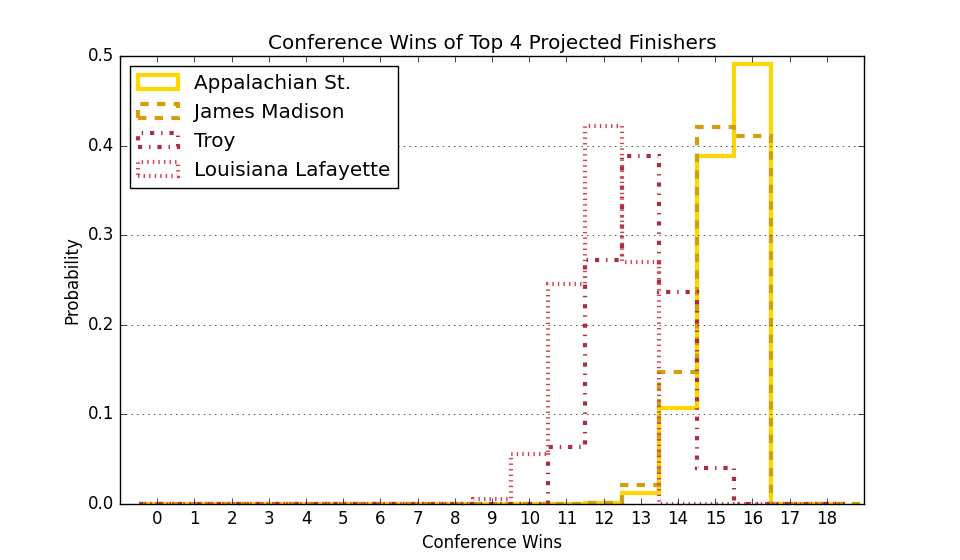 Conference Wins of Top 4 Projected Finishers
0.5
0.4
0.3
0.2
0.1
0.0
Probability
Appalachian St.
James Madison
Troy
Louisiana Lafayette
0 1 2 3 4 5 6 7 8 9 10 11 12 13 14 15 16 17 18
Conference Wins